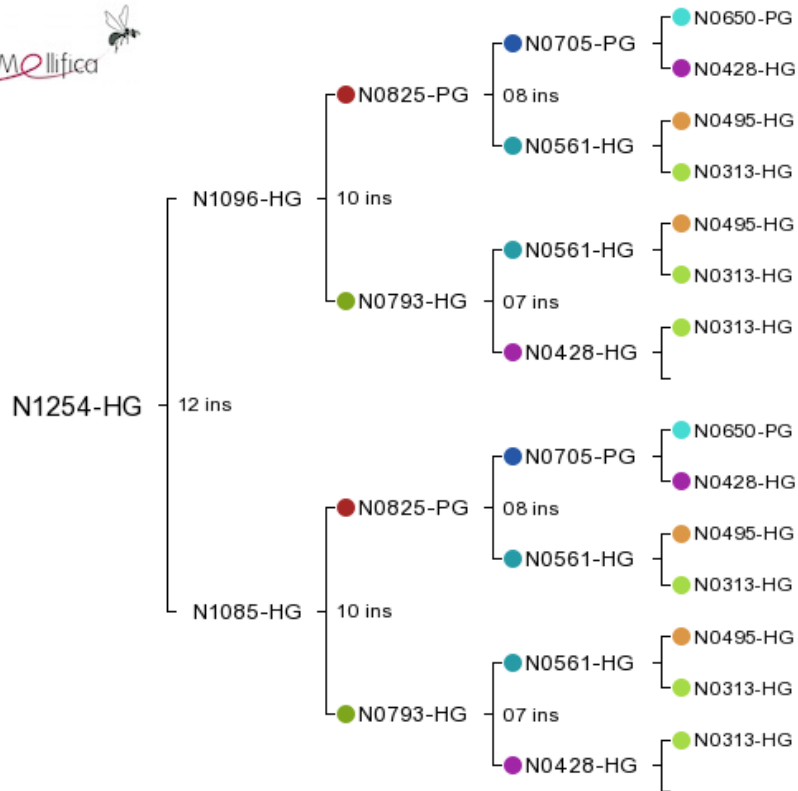 Mellifica
N0650-PG
N0705-PG
N0428-HG
N0825-PG
08 ins
N0495-HG
N0561-HG
N0313-HG
N1096-HG
10 ins
N0495-HG
N0561-HG
N0313-HG
N0793-HG
07 ins
N0313-HG
N0428-HG
N1254-HG
12 ins
N0650-PG
N0705-PG
N0428-HG
N0825-PG
08 ins
N0495-HG
N0561-HG
N0313-HG
N1085-HG
10 ins
N0495-HG
N0561-HG
N0313-HG
N0793-HG
07 ins
N0313-HG
N0428-HG